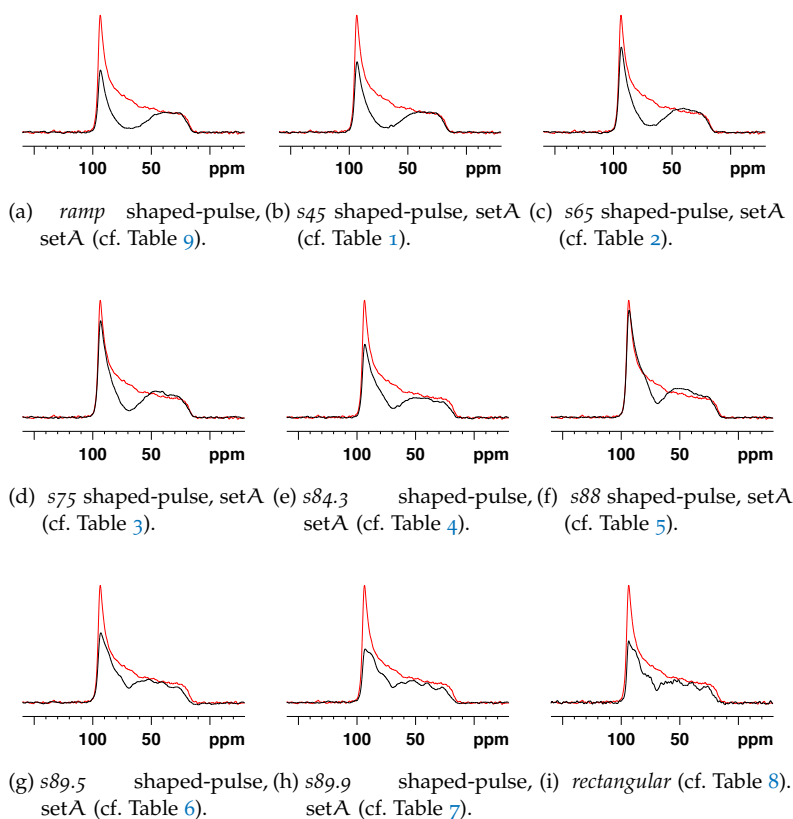 100 50 ppm 100 50 ppm 100 50 ppm
(a) ramp shaped-pulse, (b) s45 shaped-pulse, setA (c) s65 shaped-pulse, setA
setA (cf. Table 9). (cf. Table 1). (cf. Table 2).
100 50 ppm 100 50 ppm 100 50 ppm
(d) s75 shaped-pulse, setA (e) s84.3 shaped-pulse, (f) s88 shaped-pulse, setA
(cf. Table 3). setA (cf. Table 4). (cf. Table 5).
100 50 ppm 100 50 ppm 100 50 ppm
(g) s89.5 shaped-pulse, (h) s89.9 shaped-pulse, (i) rectangular (cf. Table 8).
setA (cf. Table 6). setA (cf. Table 7).